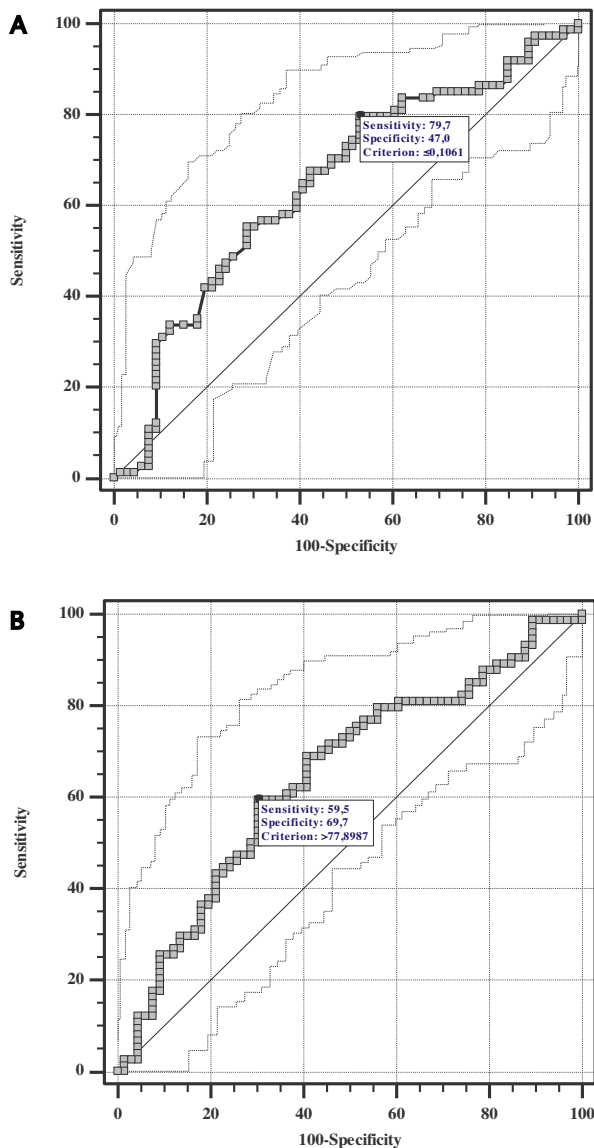 A
100
80
60
40
20
0
Sensitivity
Sensitivity: 79,7
Specificity: 47,0
Criterion: ≤0,1061
0 20 40 60 80 100
100-Specificity
B
100
80
60
40
20
0
Sensitivity
Sensitivity: 59,5
Specificity: 69,7
Criterion: >77,8987
0 20 40 60 80 100
100-Specificity